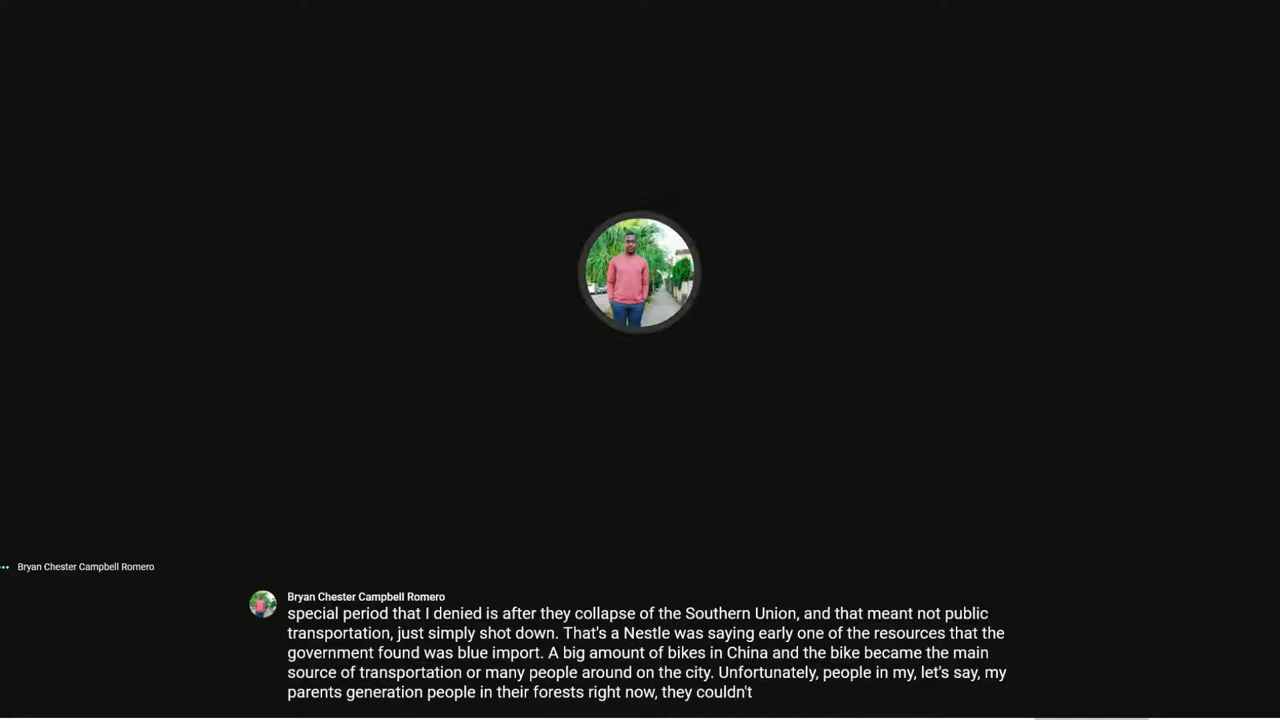 Bryan Chester Campbell Romero
Bryan Chester Campbell Romero
special period that I denied is after they collapse of the Southern Union, and that meant not public
transportation, just simply shot down. That's a Nestle was saying early one of the resources that the
government found was blue import. A big amount of bikes in China and the bike became the main
source of transportation or many people around on the city. Unfortunately, people in my, let's say, my
parents generation people in their forests right now, they couldn't